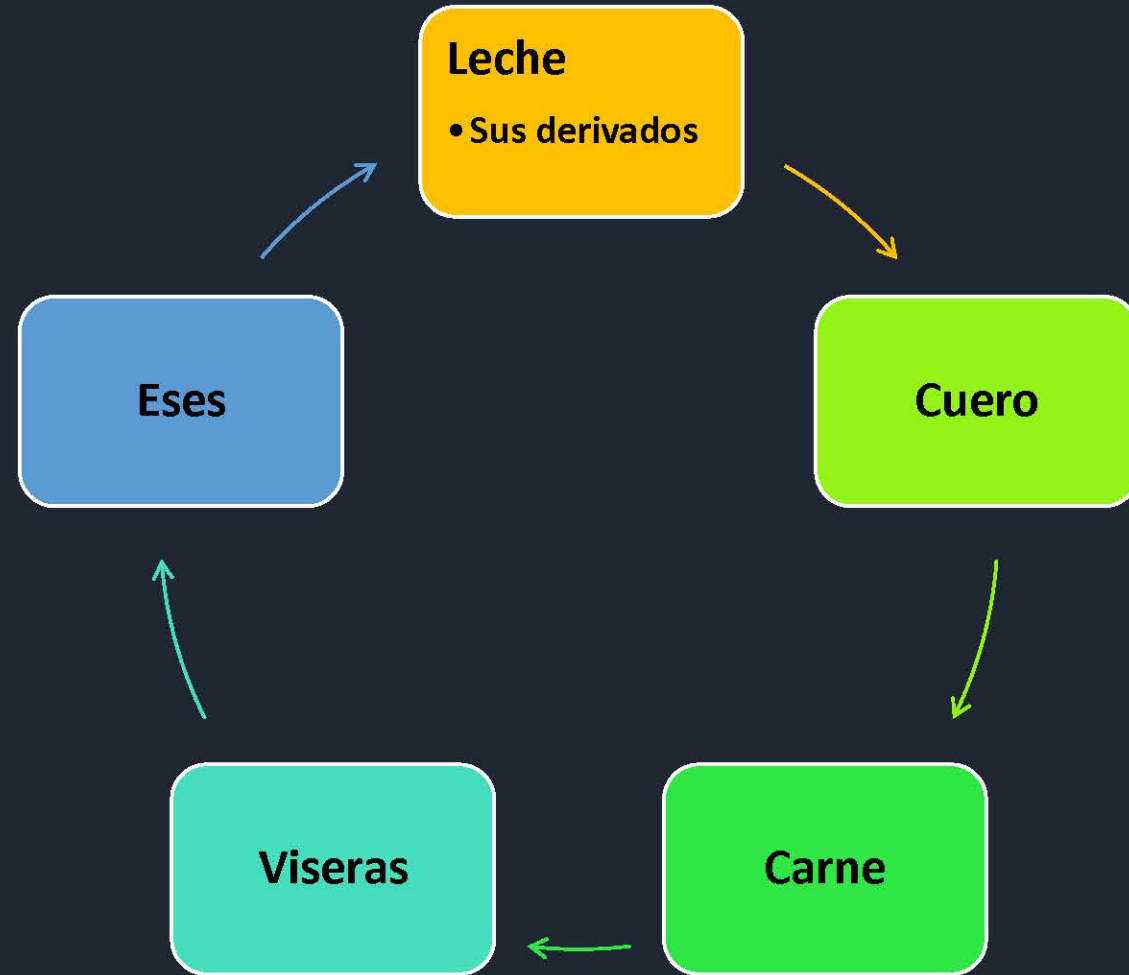 Leche
• Sus derivados
Cuero
Carne
Viseras
Eses